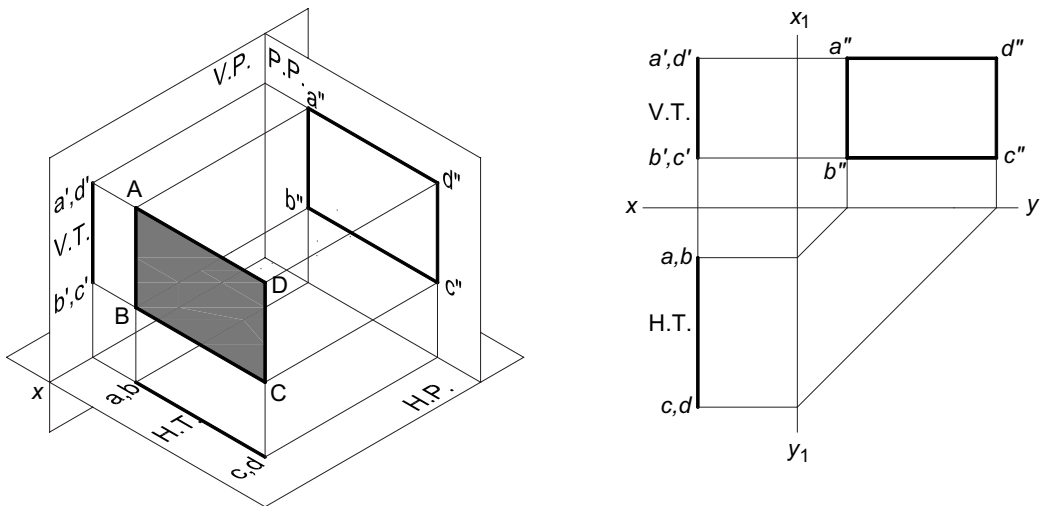 V.P.
P.P.
a"
a',d'
A
d"
b"
V.T.
D
b',c'
B
c"
x
a,b
C
H.P.
H.T.
c,d
x1
a',d'
a"
d"
V.T.
b',c'
b"
c"
x
y
a,b
H.T.
c,d
y1